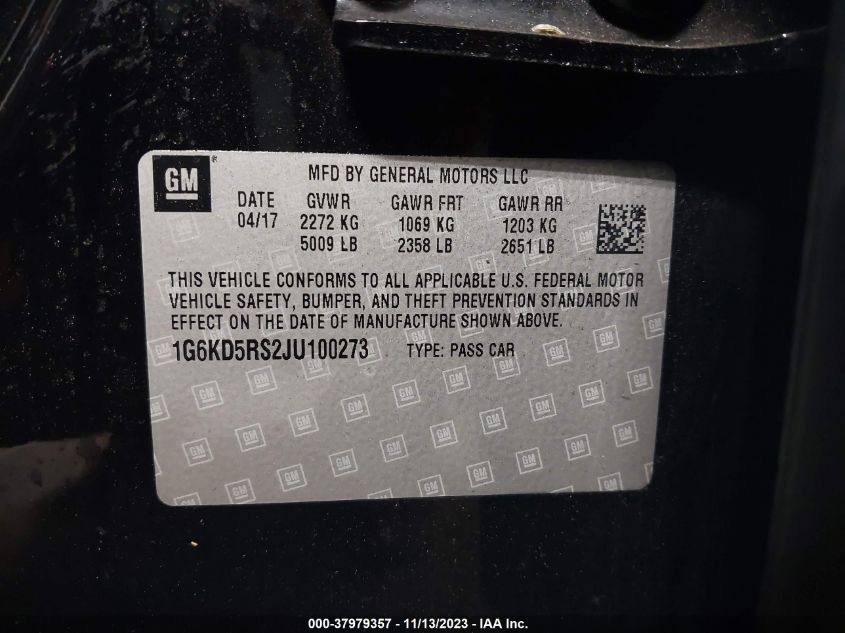 GM ®
MFD BY GENERAL MOTORS LLC
DATE GVWR GAWR FRT GAWR RR
04/17 2272 KG 1069 KG 1203 KG
5009 LB 2358 LB 2651 LB
THIS VEHICLE CONFORMS TO ALL APPLICABLE U.S. FEDERAL MOTOR
VEHICLE SAFETY, BUMPER, AND THEFT PREVENTION STANDARDS IN
EFFECT ON THE DATE OF MANUFACTURE SHOWN ABOVE.
1G6KD5RS2JU100273 TYPE: PASS CAR
000-37979357 - 11/13/2023 - IAA Inc.